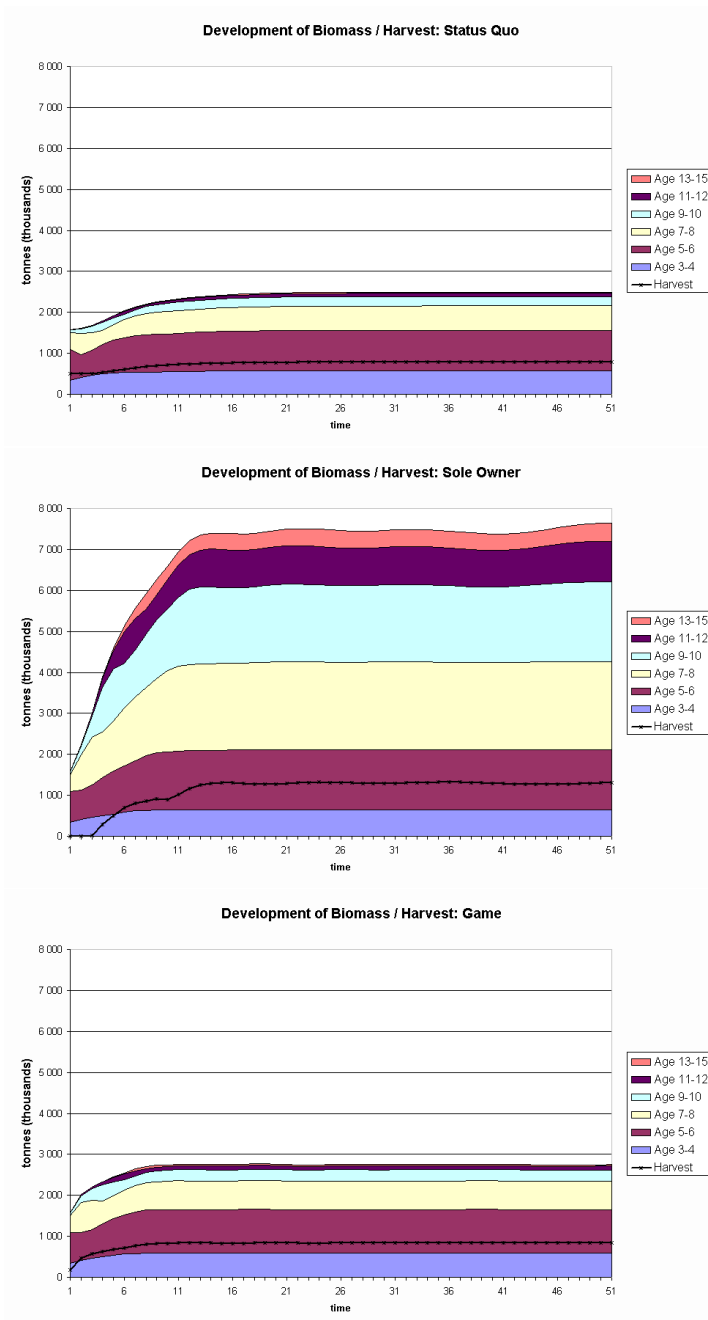 Development of Biomass / Harvest: Status Quo
tonnes (thousands)
8 000
7 000
6 000
5 000
4 000
3 000
2 000
1 000
0
1 6 11 16 21 26 31 36 41 46 51
time
Age 13-15
Age 11-12
Age 9-10
Age 7-8
Age 5-6
Age 3-4
Harvest
Development of Biomass / Harvest: Sole Owner
tonnes (thousands)
8 000
7 000
6 000
5 000
4 000
3 000
2 000
1 000
0
1 6 11 16 21 26 31 36 41 46 51
time
Age 13-15
Age 11-12
Age 9-10
Age 7-8
Age 5-6
Age 3-4
Harvest
Development of Biomass / Harvest: Game
tonnes (thousands)
8 000
7 000
6 000
5 000
4 000
3 000
2 000
1 000
0
1 6 11 16 21 26 31 36 41 46 51
time
Age 13-15
Age 11-12
Age 9-10
Age 7-8
Age 5-6
Age 3-4
Harvest